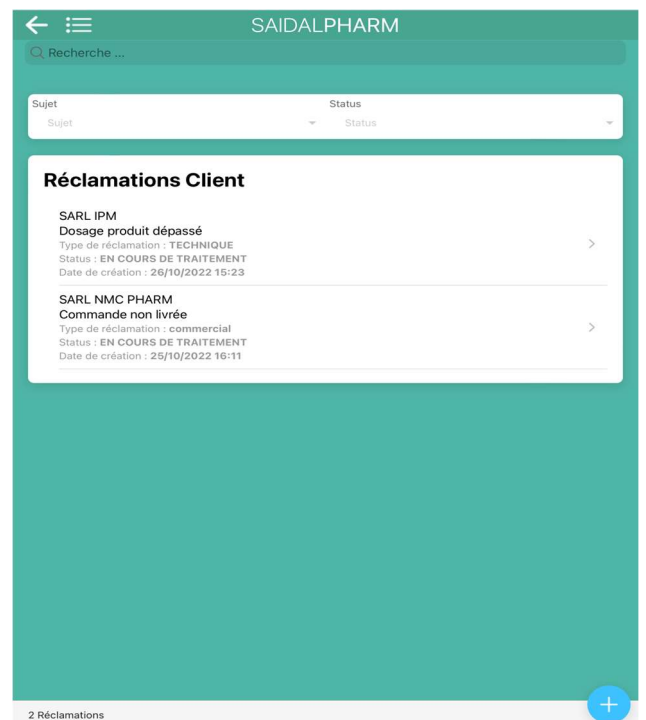 SAIDALPHARM
Recherche ...
Sujet Status
Sujet Status
Réclamations Client
SARL IPM
Dosage produit dépassé
Type de réclamation : TECHNIQUE
Status : EN COURS DE TRAITEMENT
Date de création : 26/10/2022 15:23
SARL NMC PHARM
Commande non livrée
Type de réclamation : commercial
Status : EN COURS DE TRAITEMENT
Date de création : 25/10/2022 16:11
2 Réclamations